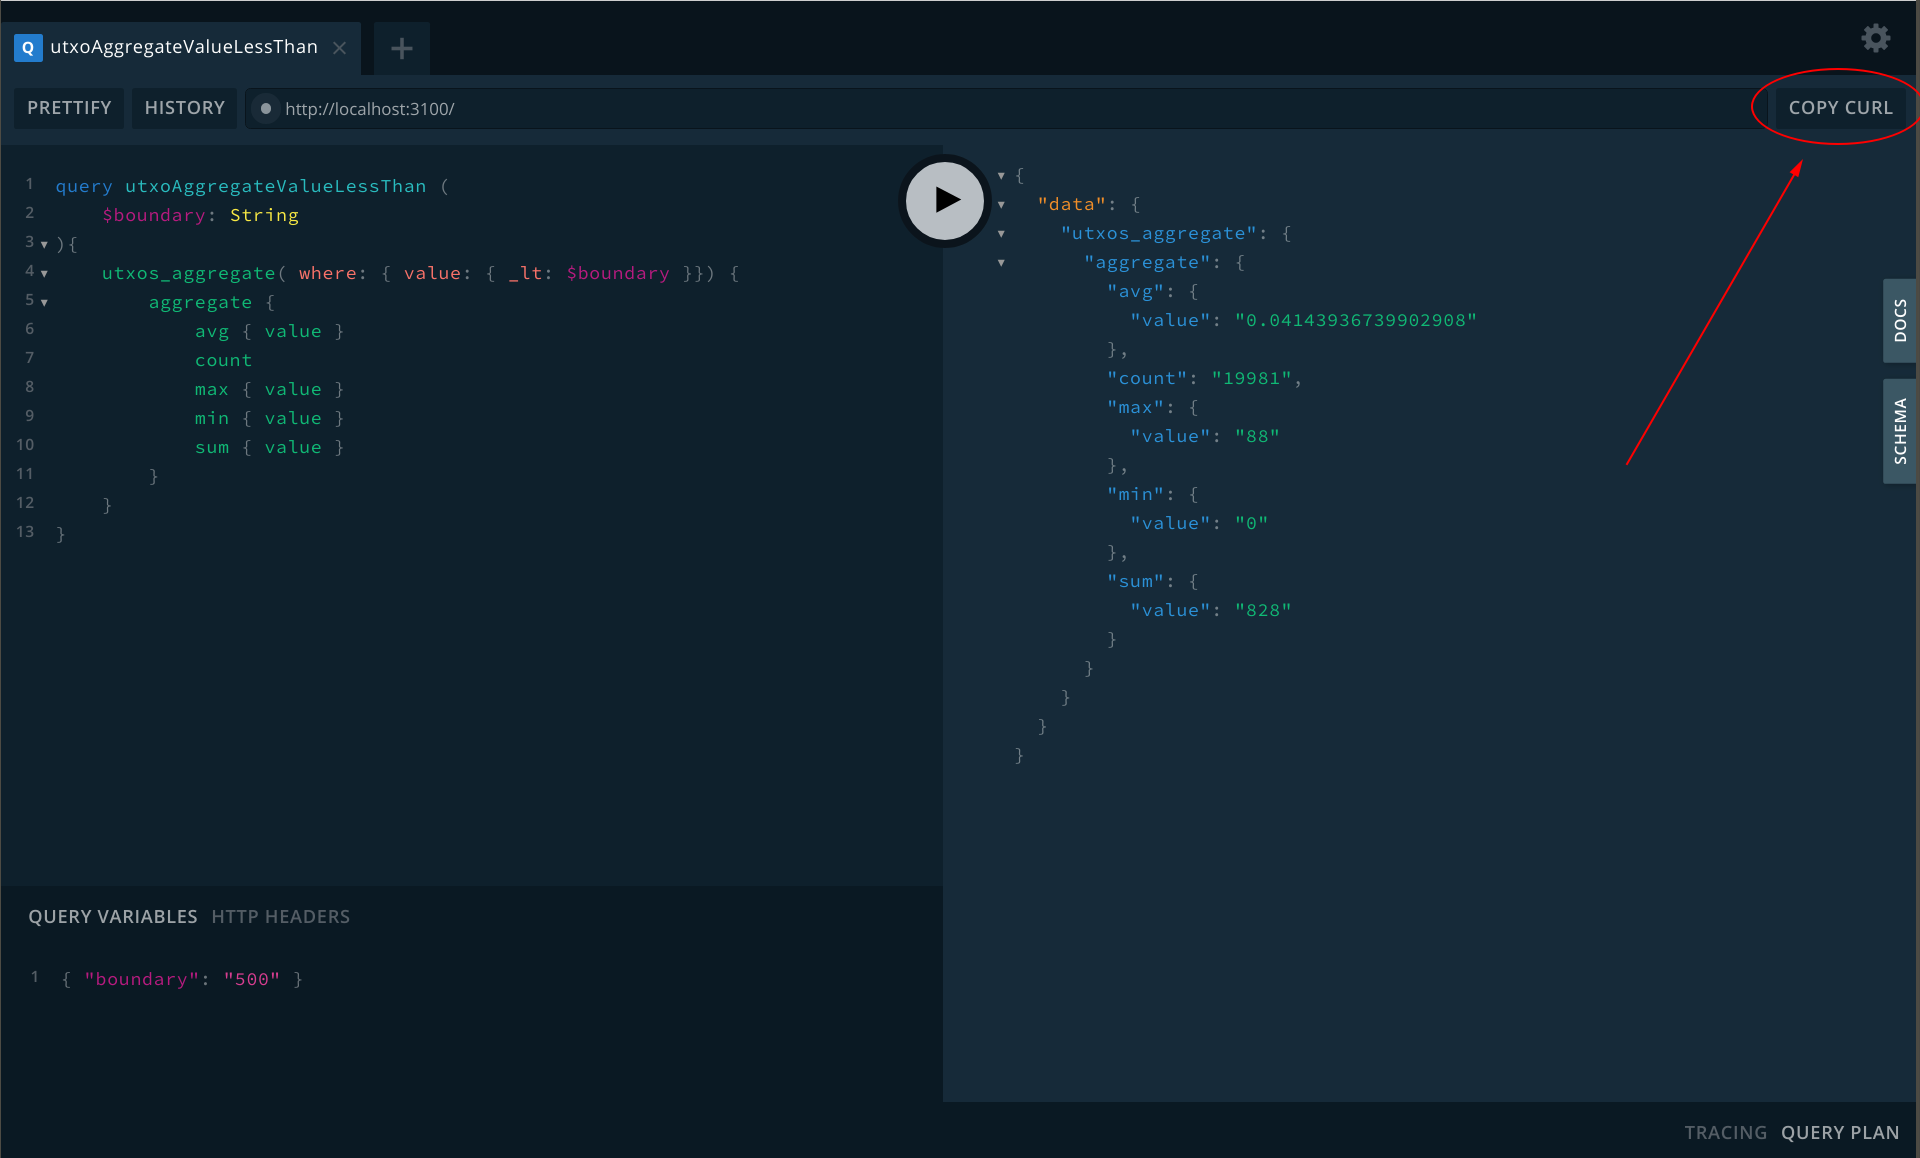 Q utxoAggregateValueLessThan
PRETTIFY HISTORY http://localhost:3100/ COPY CURL
1 query utxoAggregateValueLessThan (
2 $boundary: String
3 ){
4 utxos_aggregate( where: { value: { _lt: $boundary }}) {
5 aggregate {
6 avg { value }
7 count
8 max { value }
9 min { value }
10 sum { value }
11 }
12 }
13 }
{
"data": {
"utxos_aggregate": {
"aggregate": {
"avg": {
"value": "0.04143936739902908"
},
"count": "19981",
"max": {
"value": "88"
},
"min": {
"value": "0"
},
"sum": {
"value": "828"
}
}
}
}
}
DOCS
SCHEMA
QUERY VARIABLES HTTP HEADERS
1 { "boundary": "500" }
TRACING QUERY PLAN